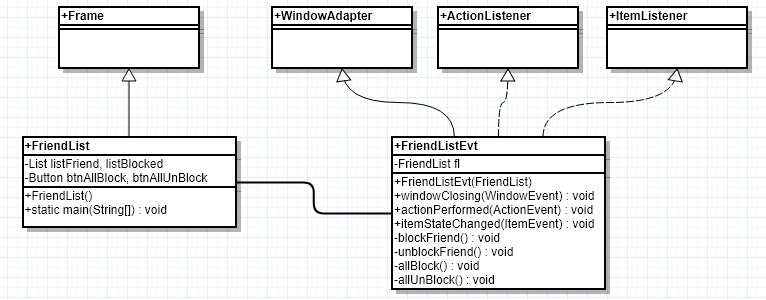 +Frame
+WindowAdapter
+ActionListener
+ItemListener
+FriendList
-List listFriend, listBlocked
-Button btnAllBlock, btnAllUnBlock
+FriendList()
+static main(String[]) : void
+FriendListEvt
-FriendList fl
+FriendListEvt(FriendList)
+windowClosing(WindowEvent) : void
+actionPerformed(ActionEvent) : void
+itemStateChanged(ItemEvent) : void
-blockFriend() : void
-unblockFriend() : void
-allBlock() : void
-allUnBlock() : void